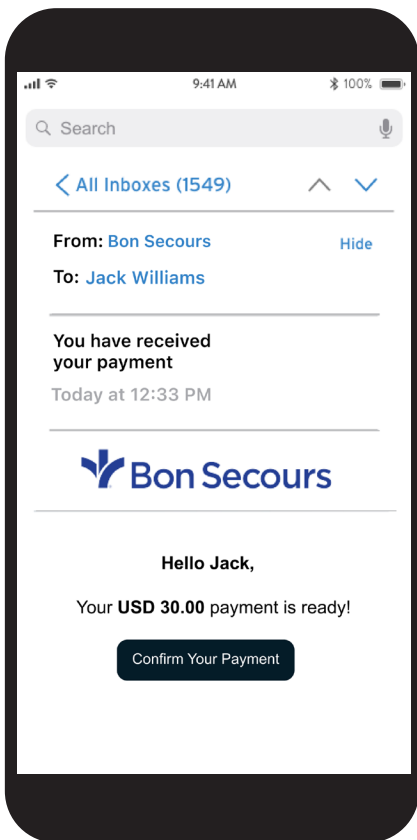 9:41 AM
100%
Search
All Inboxes (1549)
From: Bon Secours
Hide
To: Jack Williams
You have received
your payment
Today at 12:33 PM
Bon Secours
Hello Jack,
Your USD 30.00 payment is ready!
Confirm Your Payment